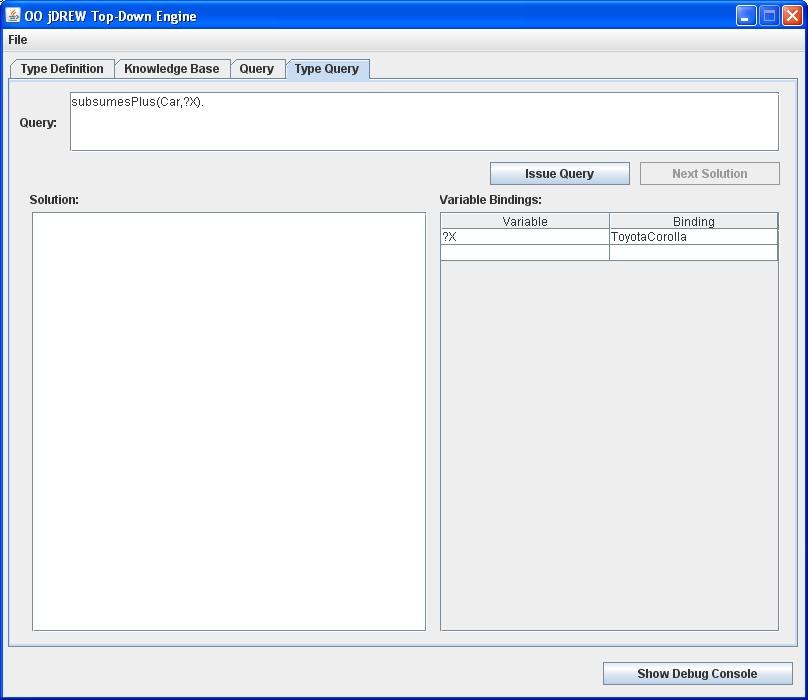 OO jDREW Top-Down Engine
File
Type Definition Knowledge Base Query Type Query
Query: subsumesPlus(Car,?X).
Issue Query Next Solution
Solution: Variable Bindings:
Variable Binding
?X ToyotaCorolla
Show Debug Console